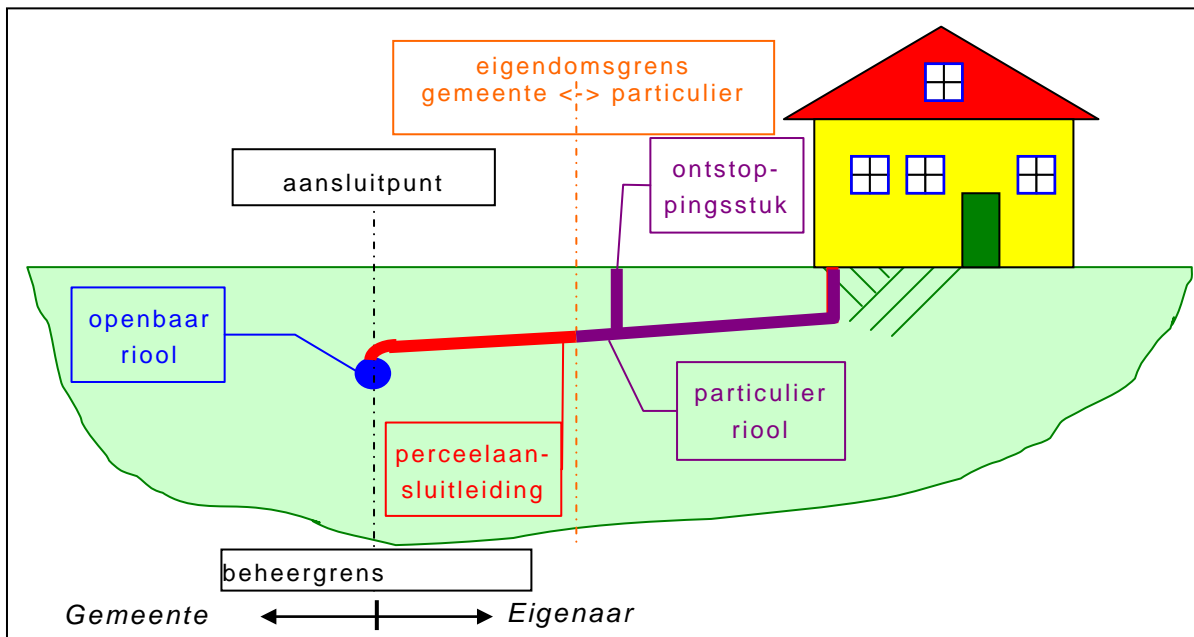 eigendomsgrens
gemeente <-> particulier
aansluitpunt
ontstop-
pingsstuk
openbaar
riool
particulier
riool
perceelaan-
sluitleiding
beheergrens
Gemeente
Eigenaar